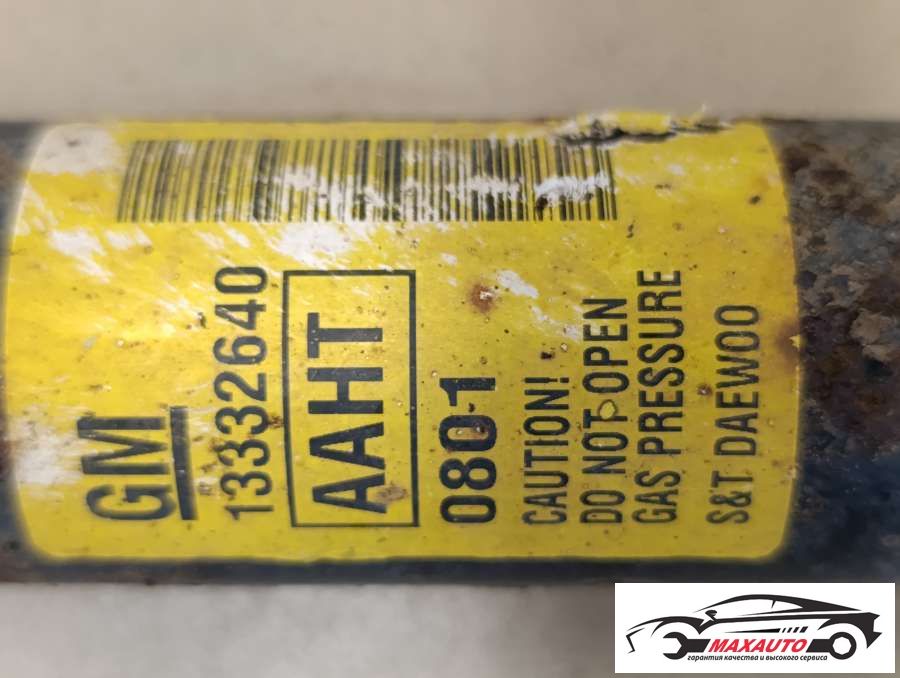 GM
13332640
AAHT
0801
CAUTION!
DO NOT OPEN
GAS PRESSURE
S&T DAEWOO
MAXAUTO
гарантия качества и высокого сервиса